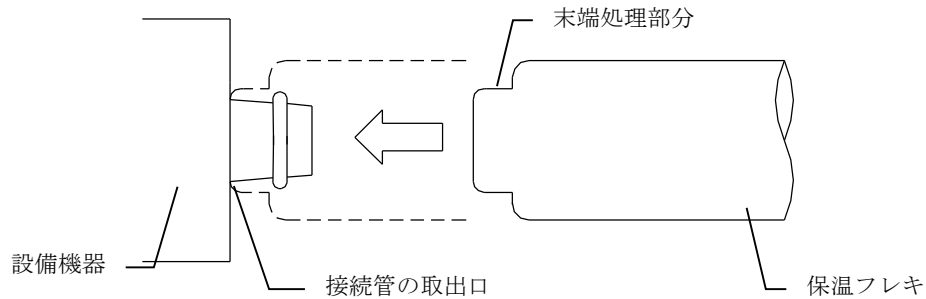 末端処理部分
設備機器
接続管の取出口
保温フレキ